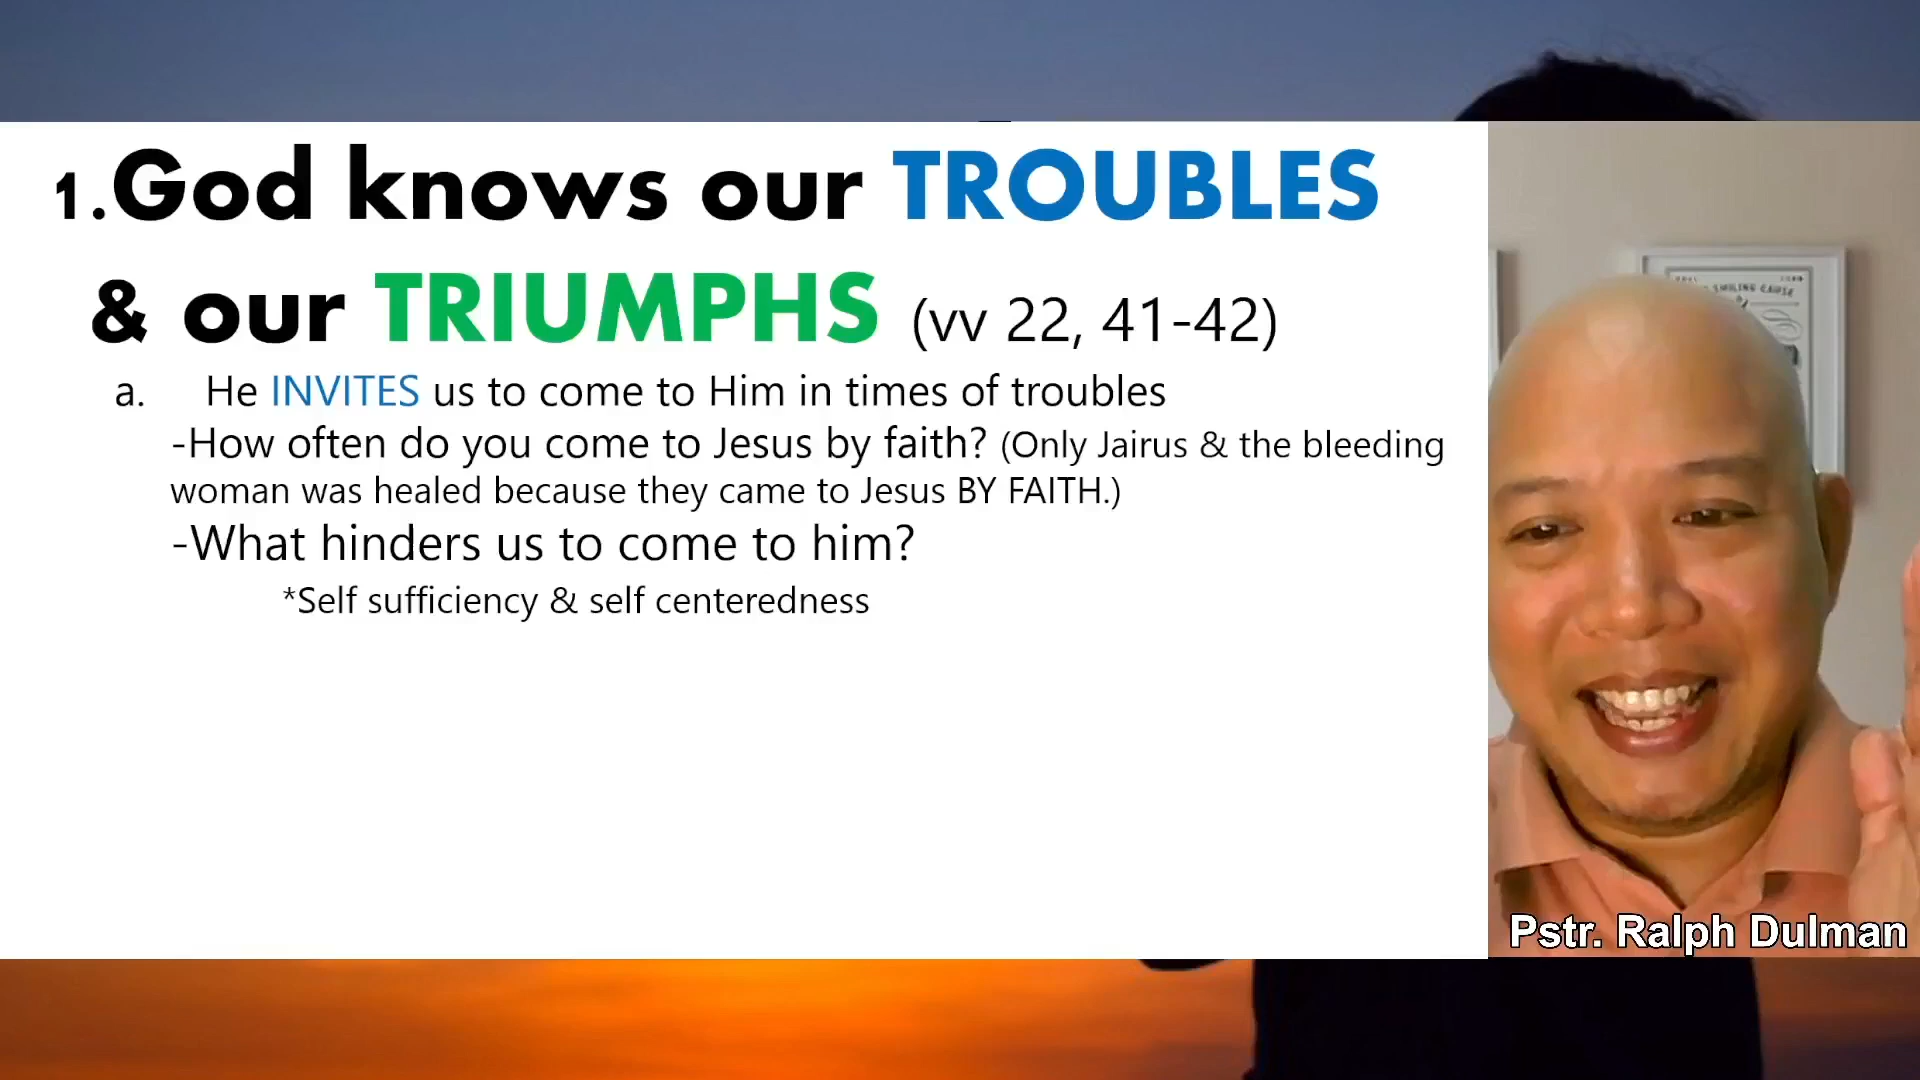 1.God knows our TROUBLES
& our TRIUMPHS (vv 22, 41-42)
a. He INVITES us to come to Him in times of troubles
-How often do you come to Jesus by faith? (Only Jairus & the bleeding
woman was healed because they came to Jesus BY FAITH.)
-What hinders us to come to him?
*Self sufficiency & self centeredness
SMILING CAUSE
Pstr. Ralph Dulman